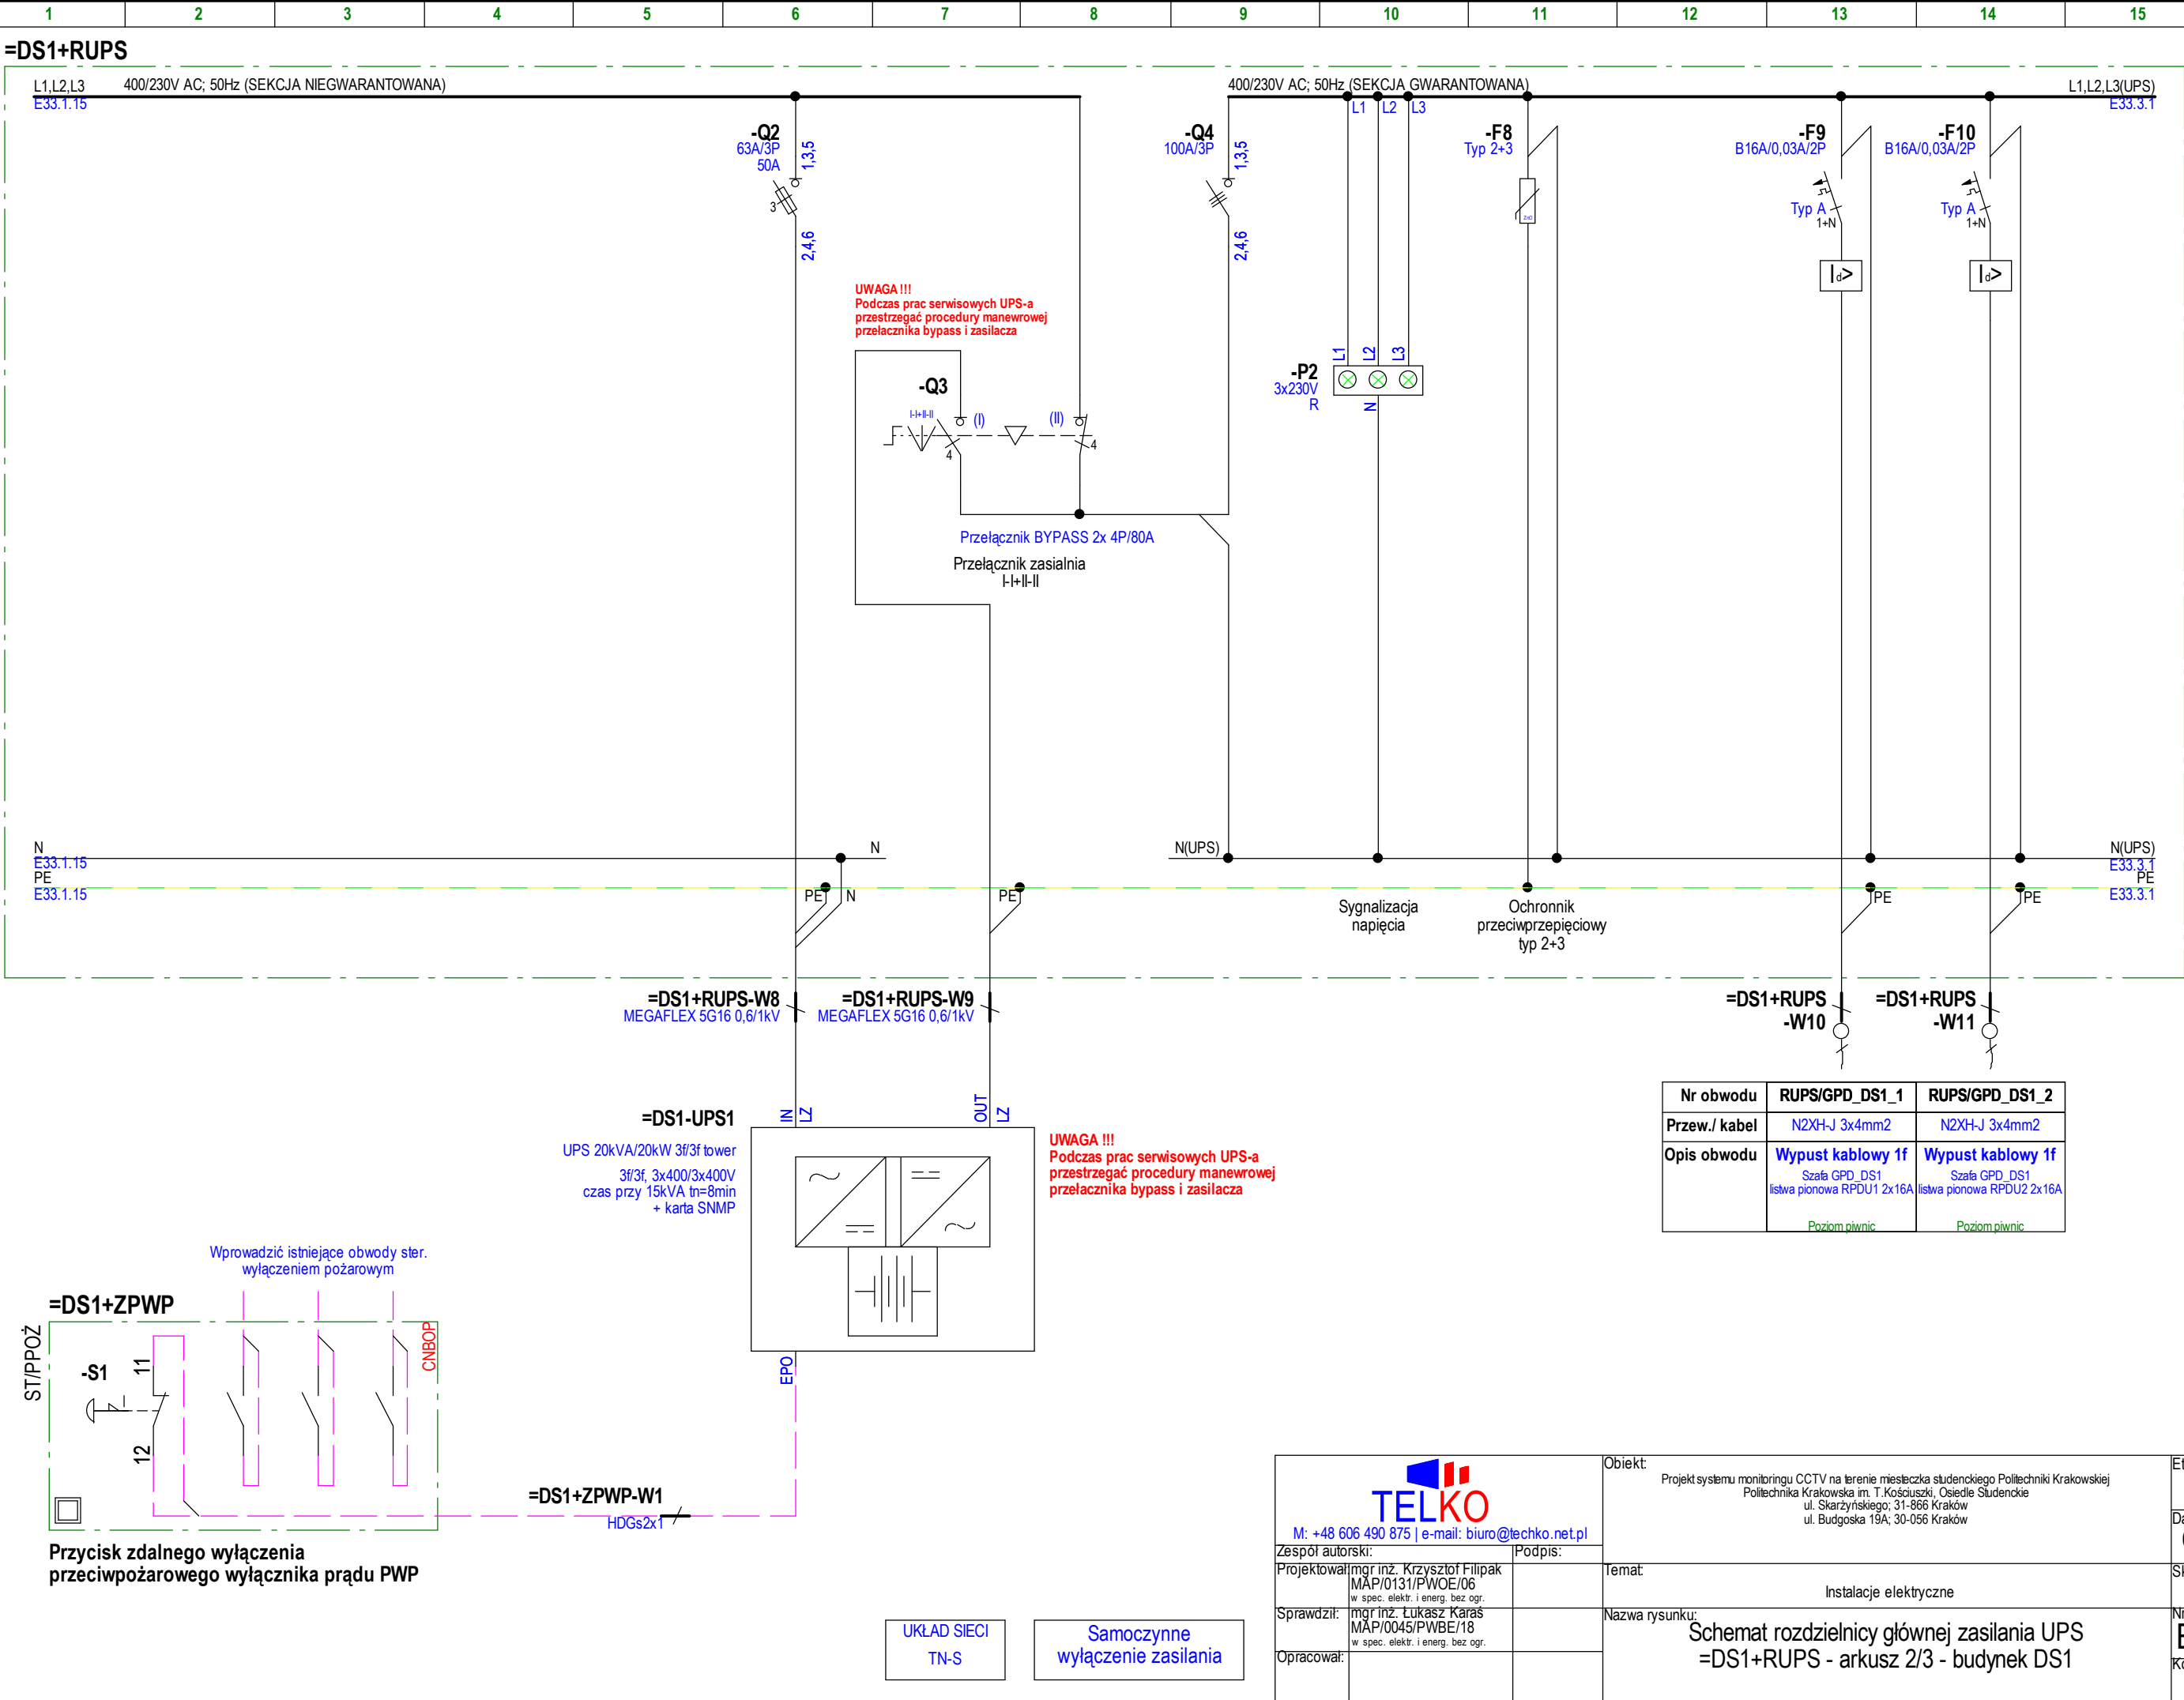 1 2 3 4 5 6 7 8 9 10 11 12 13 14 15
=DS1+RUPS
L1,L2,L3
E33.1.15
400/230V AC; 50Hz (SEKCJA NIEGWARANTOWANA)
400/230V AC; 50Hz (SEKCJA GWARANTOWANA)
L1,L2,L3(UPS)
E33.3.1
L1 L2 L3
-Q2
63A/3P
50A
1,3,5
3
2,4,6
-Q4
100A/3P
1,3,5
2,4,6
-F8
Typ 2+3
ZnO
-F9
B16A/0,03A/2P
Typ A
1+N
Id>
-F10
B16A/0,03A/2P
Typ A
1+N
Id>
UWAGA !!!
Podczas prac serwisowych UPS-a
przestrzegać procedury manewrowej
przełacznika bypass i zasilacza
-Q3
I-I+II-II
(I)
(II)
4
4
-P2
3x230V
R
L1 L2 L3
N
Przełącznik BYPASS 2x 4P/80A
Przełącznik zasialnia
I-I+II-II
N
E33.1.15
PE
E33.1.15
N
N(UPS)
N(UPS)
E33.3.1
PE
E33.3.1
PE N
PE
PE
PE
Sygnalizacja
napięcia
Ochronnik
przeciwprzepięciowy
typ 2+3
=DS1+RUPS-W8
MEGAFLEX 5G16 0,6/1kV
=DS1+RUPS-W9
MEGAFLEX 5G16 0,6/1kV
=DS1+RUPS
-W10
=DS1+RUPS
-W11
Nr obwodu RUPS/GPD_DS1_1 RUPS/GPD_DS1_2
Przew./ kabel N2XH-J 3x4mm2 N2XH-J 3x4mm2
Opis obwodu Wypust kablowy 1f Wypust kablowy 1f
Szafa GPD_DS1 Szafa GPD_DS1
listwa pionowa RPDU1 2x16A listwa pionowa RPDU2 2x16A
Poziom piwnic Poziom piwnic
=DS1-UPS1
IN
LZ
OUT
LZ
UPS 20kVA/20kW 3f/3f tower
3f/3f, 3x400/3x400V
czas przy 15kVA tn=8min
+ karta SNMP
UWAGA !!!
Podczas prac serwisowych UPS-a
przestrzegać procedury manewrowej
przełacznika bypass i zasilacza
EPO
Wprowadzić istniejące obwody ster.
wyłączeniem pożarowym
=DS1+ZPWP
ST/PPOŻ
CNBOP
-S1
11
12
=DS1+ZPWP-W1
HDGs2x1
Przycisk zdalnego wyłączenia
przeciwpożarowego wyłącznika prądu PWP
UKŁAD SIECI
TN-S
Samoczynne
wyłączenie zasilania
TELKO
M: +48 606 490 875 | e-mail: biuro@techko.net.pl
Zespół autorski: Podpis:
Projektował: mgr inż. Krzysztof Filipak
MAP/0131/PWOE/06
w spec. elektr. i energ. bez ogr.
Sprawdził: mgr inż. Łukasz Karaś
MAP/0045/PWBE/18
w spec. elektr. i energ. bez ogr.
Opracował:
Obiekt:
Projekt systemu monitoringu CCTV na terenie miesteczka studenckiego Politechniki Krakowskiej
Politechnika Krakowska im. T.Kościuszki, Osiedle Studenckie
ul. Skarżyńskiego; 31-866 Kraków
ul. Budgoska 19A; 30-056 Kraków
Temat:
Instalacje elektryczne
Nazwa rysunku:
Schemat rozdzielnicy głównej zasilania UPS
=DS1+RUPS - arkusz 2/3 - budynek DS1